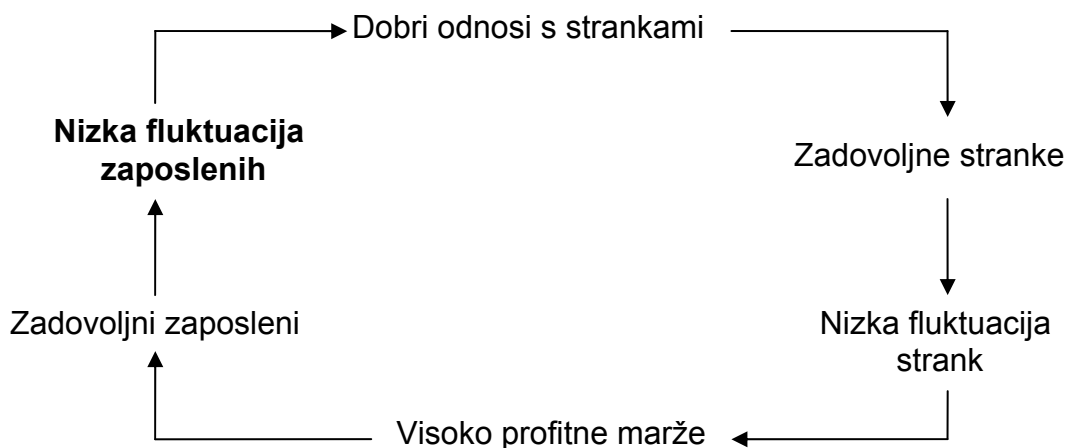 Dobri odnosi s strankami
Nizka fluktuacija
zaposlenih
Zadovoljne stranke
Zadovoljni zaposleni
Nizka fluktuacija
strank
Visoko profitne marže